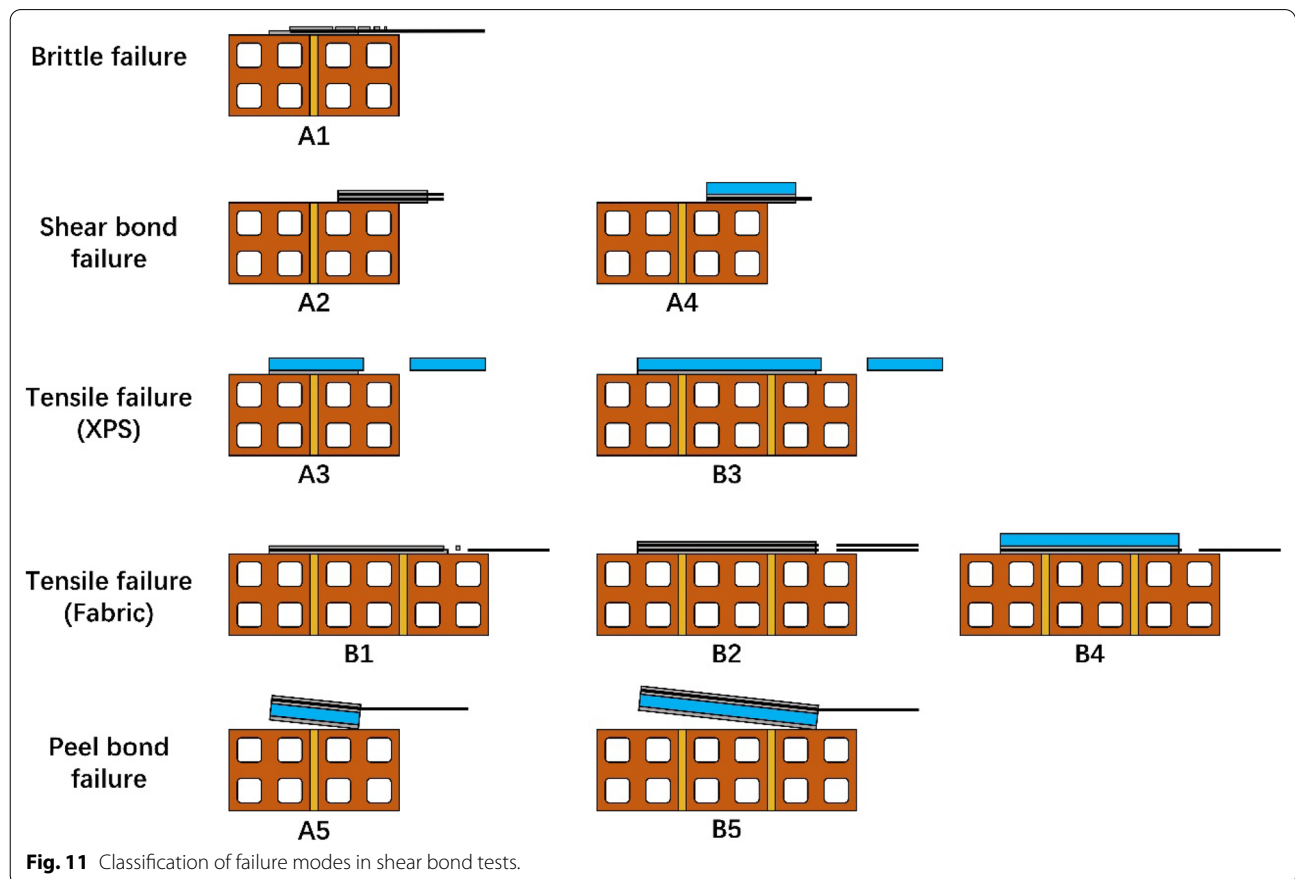 Brittle failure
A1
Shear bond
failure
A2
A4
Tensile failure
(XPS)
A3
B3
Tensile failure
(Fabric)
B1
B2
B4
Peel bond
failure
A5
B5
Fig. 11 Classification of failure modes in shear bond tests.